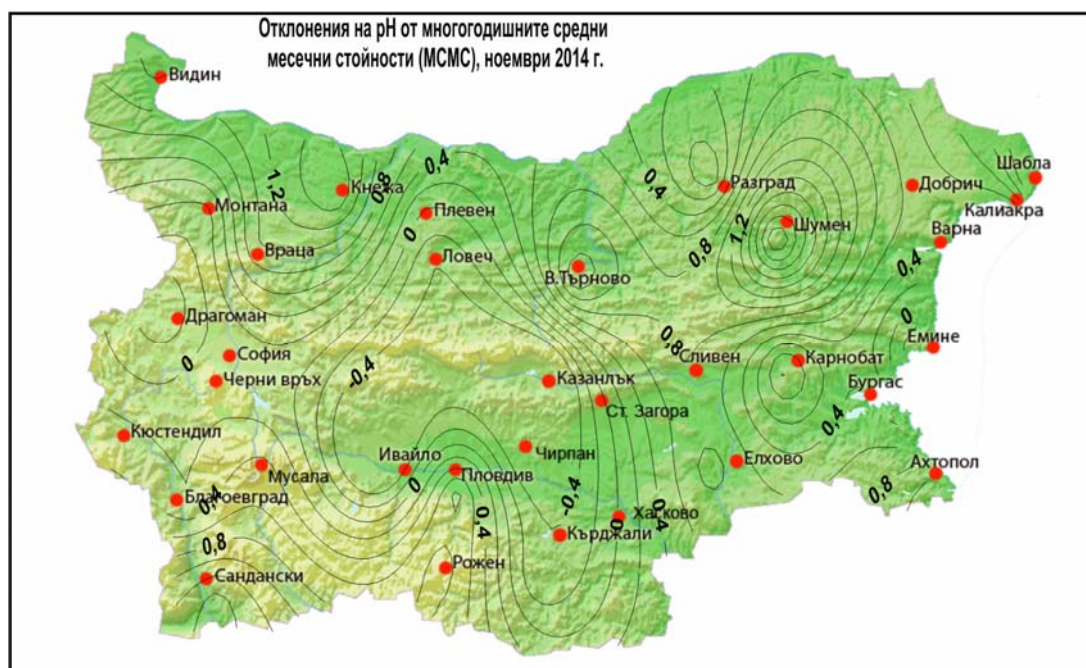 Отклонения на pH от многогодишните средни
месечни стойности (МСМС), ноември 2014 г.
Видин
0,4
Шабла
1,2
Кнежа
0,8
0,4
Разград
Добрич
Монтана
Плевен
Калиакра
0
1,2
Шумен
Варна
Враца
Ловеч
0,8
В.Търново
0,4
Драгоман
0
0,8
Емине
София
0
Сливен
Карнобат
Черни връх
-0,4
Казанлък
Бургас
Ст. Загора
0,4
Кюстендил
Чирпан
Ивайло
Елхово
Мусала
0
Пловдив
Ахтопол
Благоевград
0,4
-0,4
0,8
0,4
0
0,4
Хасково
Кърджали
0,8
Рожен
Сандански